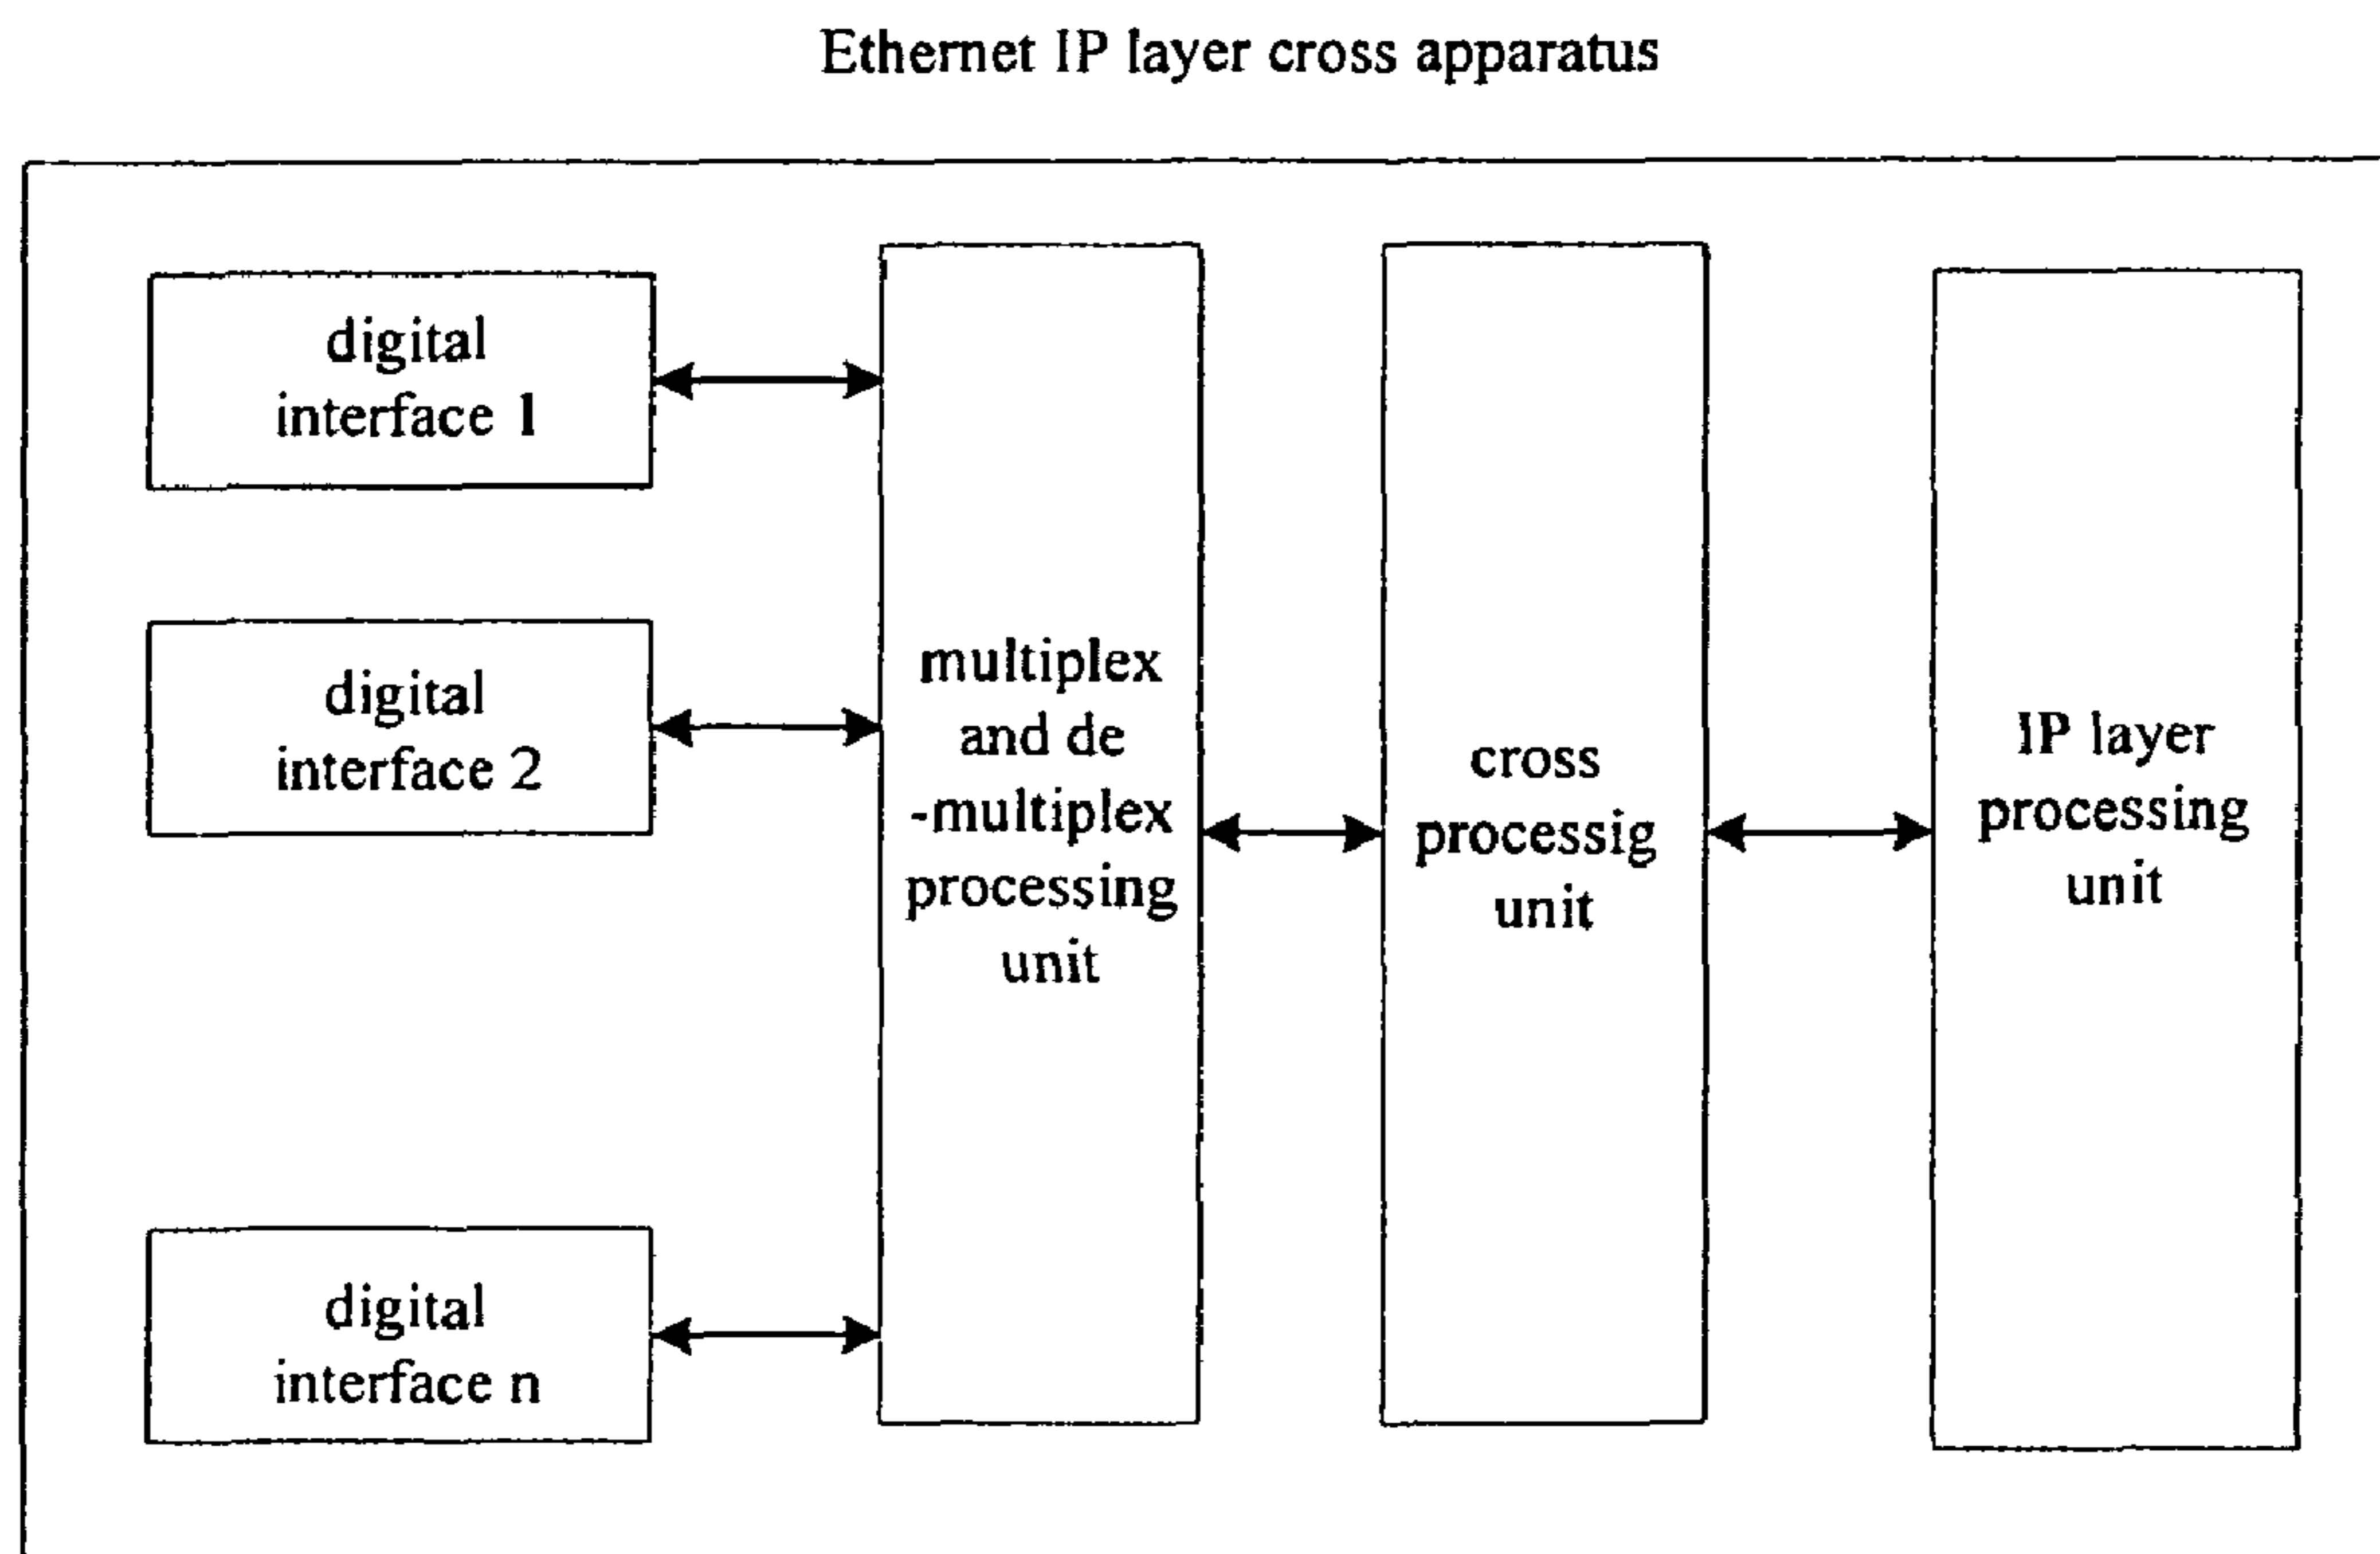 Ethernet IP layer cross apparatus
digital
interface 1
digital
interface 2
digital
interface n
multiplex
and de
-multiplex
processing
unit
cross
processig
unit
IP layer
processing
unit